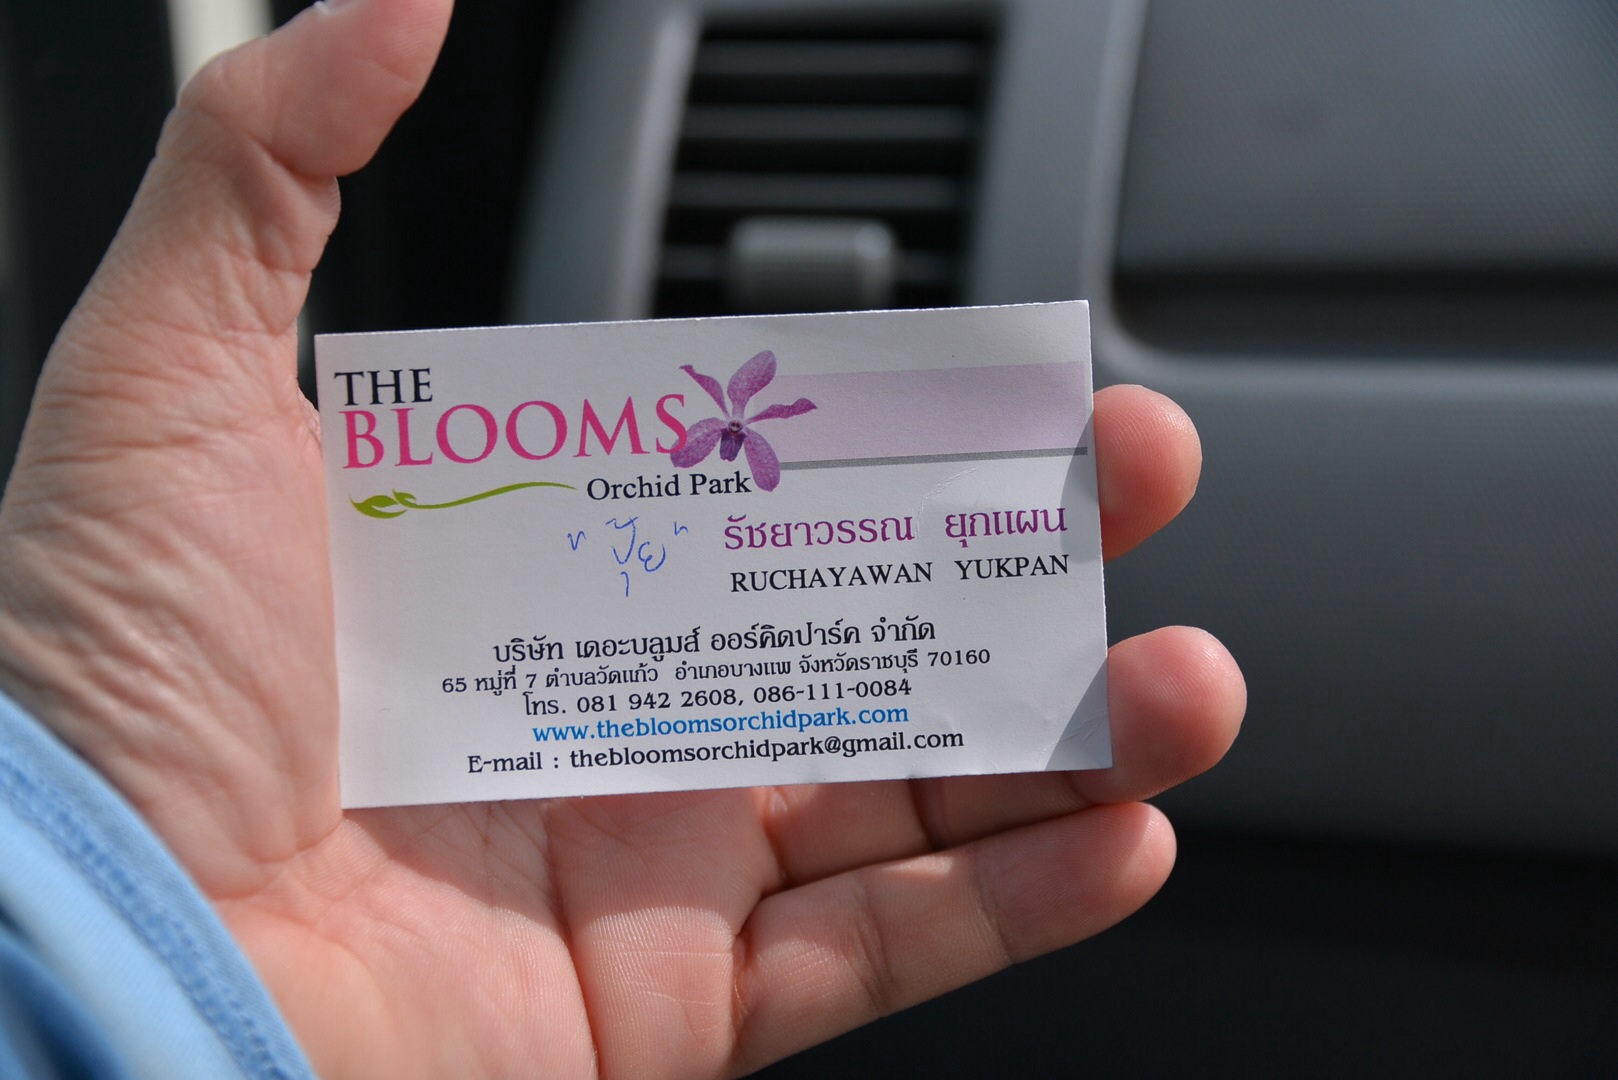 THE
BLOOMS
Orchid Park
"ปุ้ย"
รัชยาวรรณ ยุกแผน
RUCHAYAWAN YUKPAN
บริษัท เดอะบลูมส์ ออร์คิดปาร์ค จำกัด
65 หมู่ที่ 7 ตำบลวัดแก้ว อำเภอบางแพ จังหวัดราชบุรี 70160
โทร. 081 942 2608, 086-111-0084
www.thebloomsorchidpark.com
E-mail : thebloomsorchidpark@gmail.com